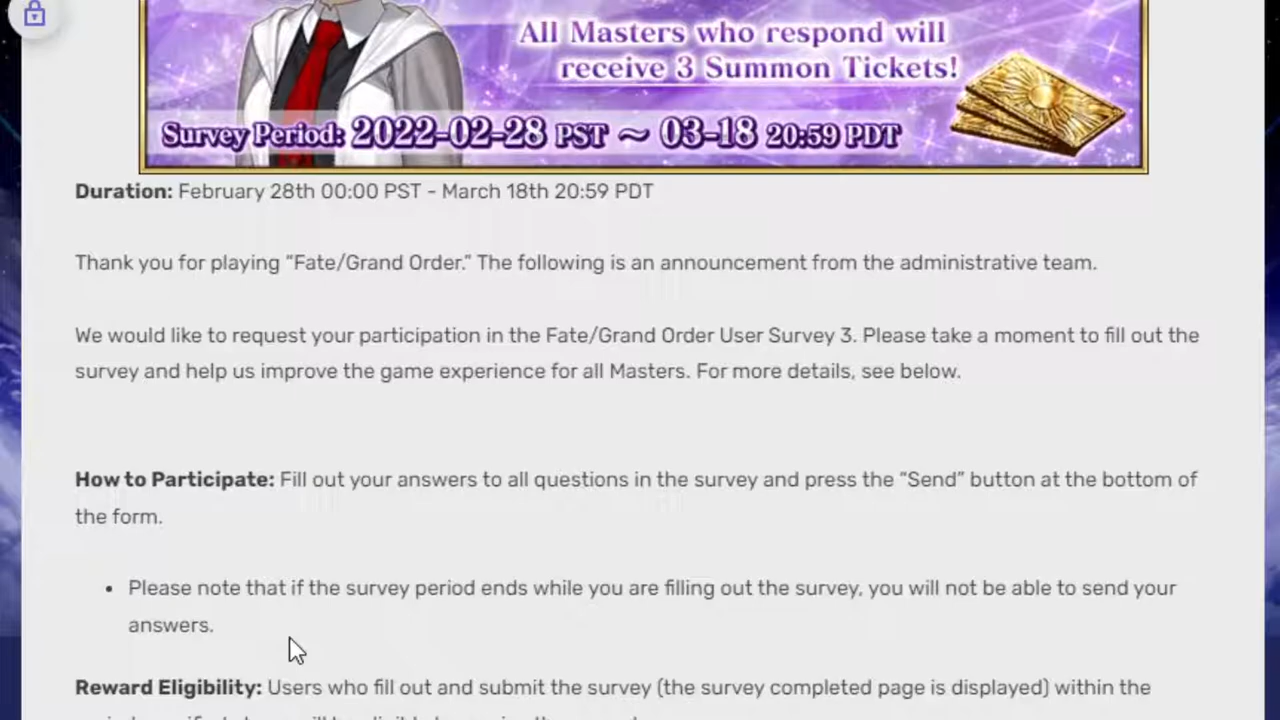 All Masters who respond will
receive 3 Summon Tickets!
Survey Period: 2022-02-28 PST ~ 03-18 20:59 PDT
Duration: February 28th 00:00 PST - March 18th 20:59 PDT
Thank you for playing “Fate/Grand Order.” The following is an announcement from the administrative team.
We would like to request your participation in the Fate/Grand Order User Survey 3. Please take a moment to fill out the
survey and help us improve the game experience for all Masters. For more details, see below.
How to Participate: Fill out your answers to all questions in the survey and press the “Send” button at the bottom of
the form.
• Please note that if the survey period ends while you are filling out the survey, you will not be able to send your
answers.
Reward Eligibility: Users who fill out and submit the survey (the survey completed page is displayed) within the